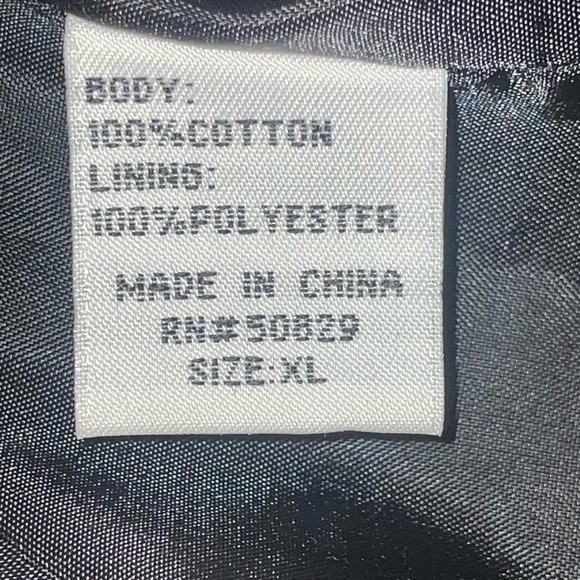 BODY:
100%COTTON
LINING:
100%POLYESTER
MADE IN CHINA
RN#50829
SIZE:XL